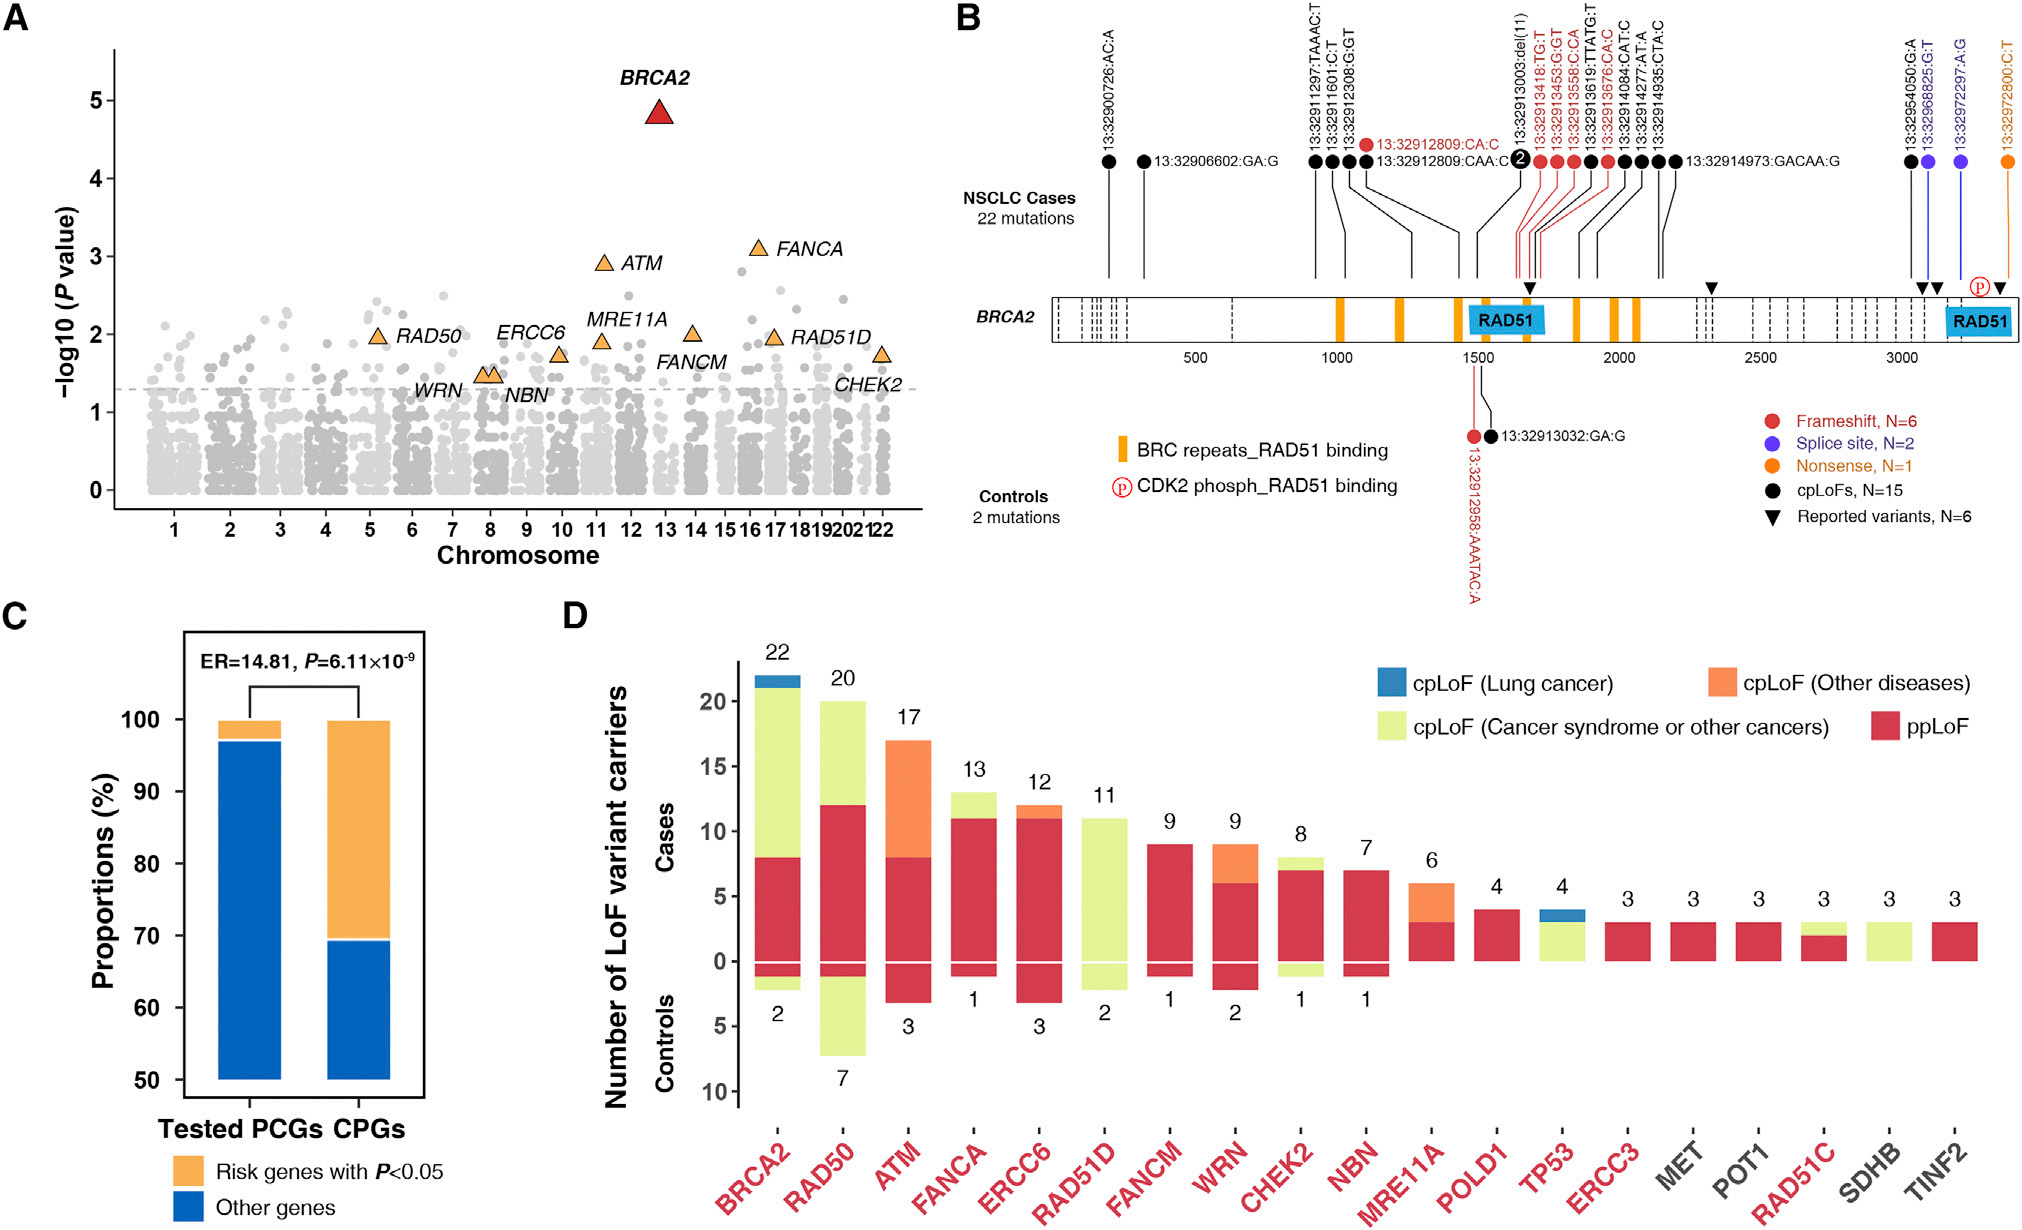 A
BRCA2
5
4
3
2
1
0
−log10 (P value)
FANCA
ATM
MRE11A
ERCC6
RAD50
RAD51D
FANCM
WRN
NBN
CHEK2
1 2 3 4 5 6 7 8 9 10 11 12 13 14 15 16 17 18 19 20 21 22
Chromosome
B
13:32900726:AC:A
13:32906602:GA:G
13:32911297:TAAAC:T
13:32911601:C:T
13:32912308:G:GT
13:32912809:CA:C
13:32912809:CAA:C
13:32913003:del(11)
2
13:32913418:TG:T
13:32913453:G:GT
13:32913558:C:CA
13:32913619:TTATG:T
13:32913676:CA:C
13:32914084:CAT:C
13:32914277:AT:A
13:32914935:CTA:C
13:32914973:GACAA:G
13:32954050:G:A
13:32968825:G:T
13:32972297:A:G
13:32972800:C:T
NSCLC Cases
22 mutations
P
BRCA2
RAD51
RAD51
500 1000 1500 2000 2500 3000
13:32913032:GA:G
13:32912958:AAATAC:A
BRC repeats_RAD51 binding
P CDK2 phosph_RAD51 binding
Controls
2 mutations
Frameshift, N=6
Splice site, N=2
Nonsense, N=1
cpLoFs, N=15
Reported variants, N=6
C
ER=14.81, P=6.11×10-9
100
90
80
70
60
50
Proportions (%)
Tested PCGs CPGs
Risk genes with P<0.05
Other genes
D
Number of LoF variant carriers
Cases
Controls
20
15
10
5
0
5
10
22 20 17 13 12 11 9 9 8 7 6 4 4 3 3 3 3 3 3
2 7 3 1 3 2 1 2 1 1
cpLoF (Lung cancer)
cpLoF (Other diseases)
cpLoF (Cancer syndrome or other cancers)
ppLoF
BRCA2 RAD50 ATM FANCA ERCC6 RAD51D FANCM WRN CHEK2 NBN MRE11A POLD1 TP53 ERCC3 MET POT1 RAD51C SDHB TINF2